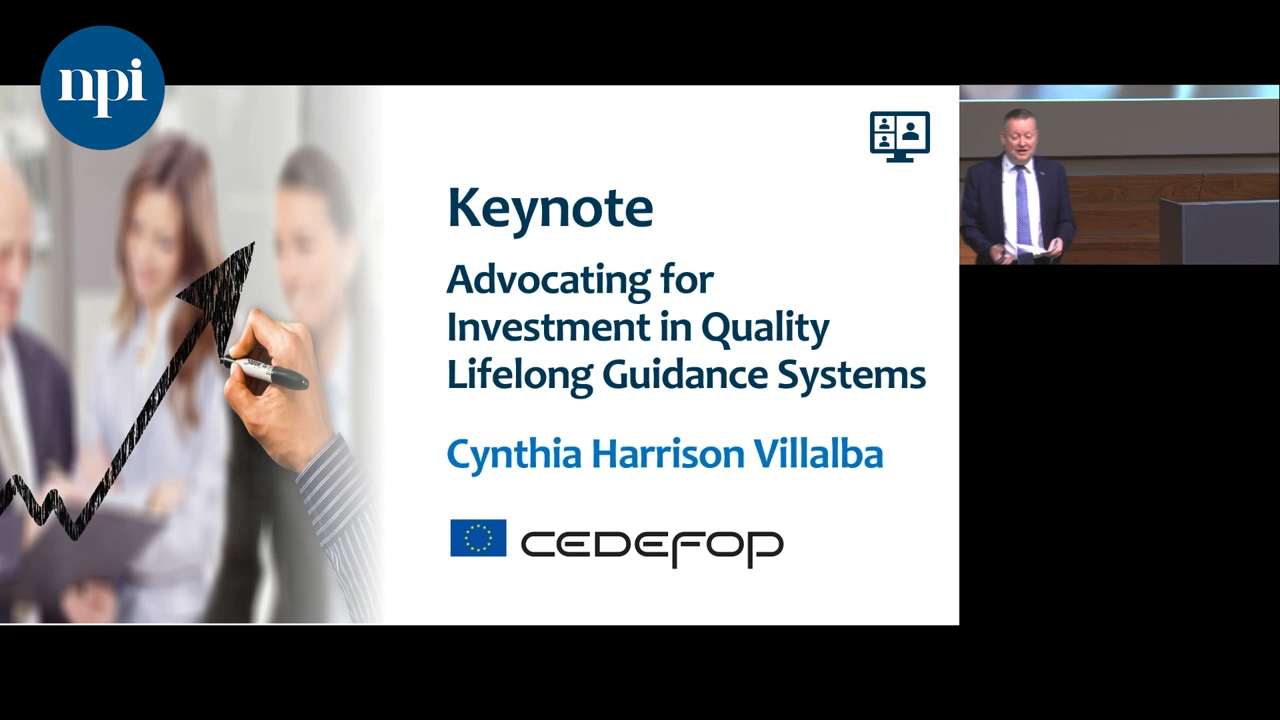 npi
Keynote
Advocating for
Investment in Quality
Lifelong Guidance Systems
Cynthia Harrison Villalba
CEDEFOP